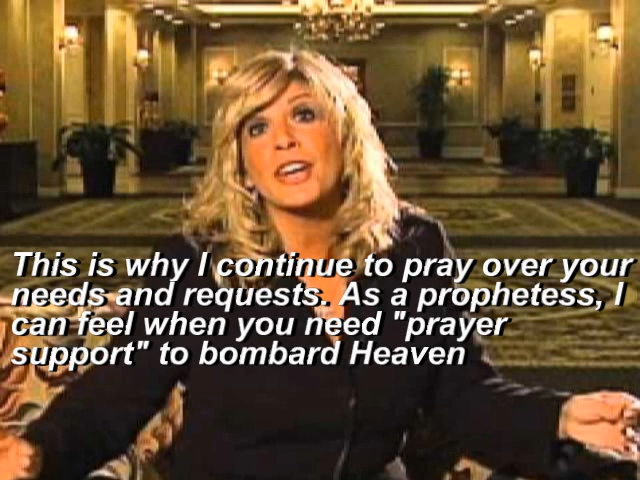 This is why I continue to pray over your
needs and requests. As a prophetess, I
can feel when you need "prayer
support" to bombard Heaven